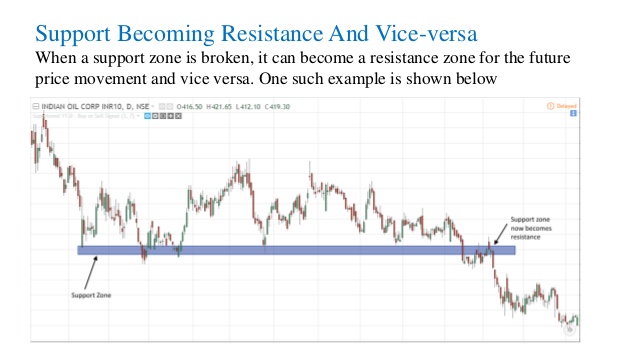 Support Becoming Resistance And Vice-versa
When a support zone is broken, it can become a resistance zone for the future
price movement and vice versa. One such example is shown below
INDIAN OIL CORP INR10, D, NSE O416.50 H421.65 L412.10 C419.30
Delayed
Support zone
now becomes
resistance
Support Zone